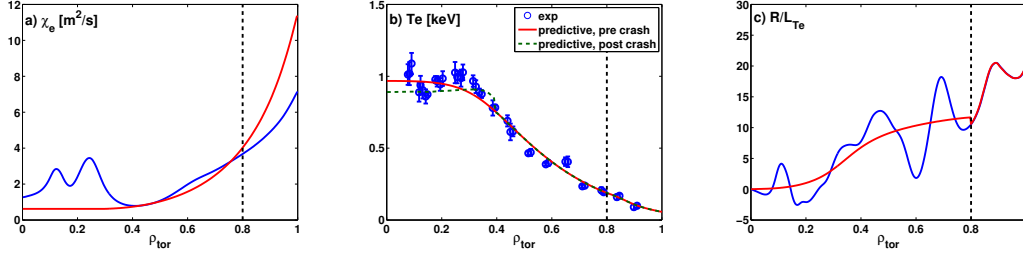 a) χe [m²/s]
12
10
8
6
4
2
0
0 0.2 0.4 0.6 0.8 1
ρtor
b) Te [keV]
exp
predictive, pre crash
predictive, post crash
1.5
1
0.5
0
0 0.2 0.4 0.6 0.8 1
ρtor
c) R/LTe
30
25
20
15
10
5
0
−5
0 0.2 0.4 0.6 0.8
ρtor